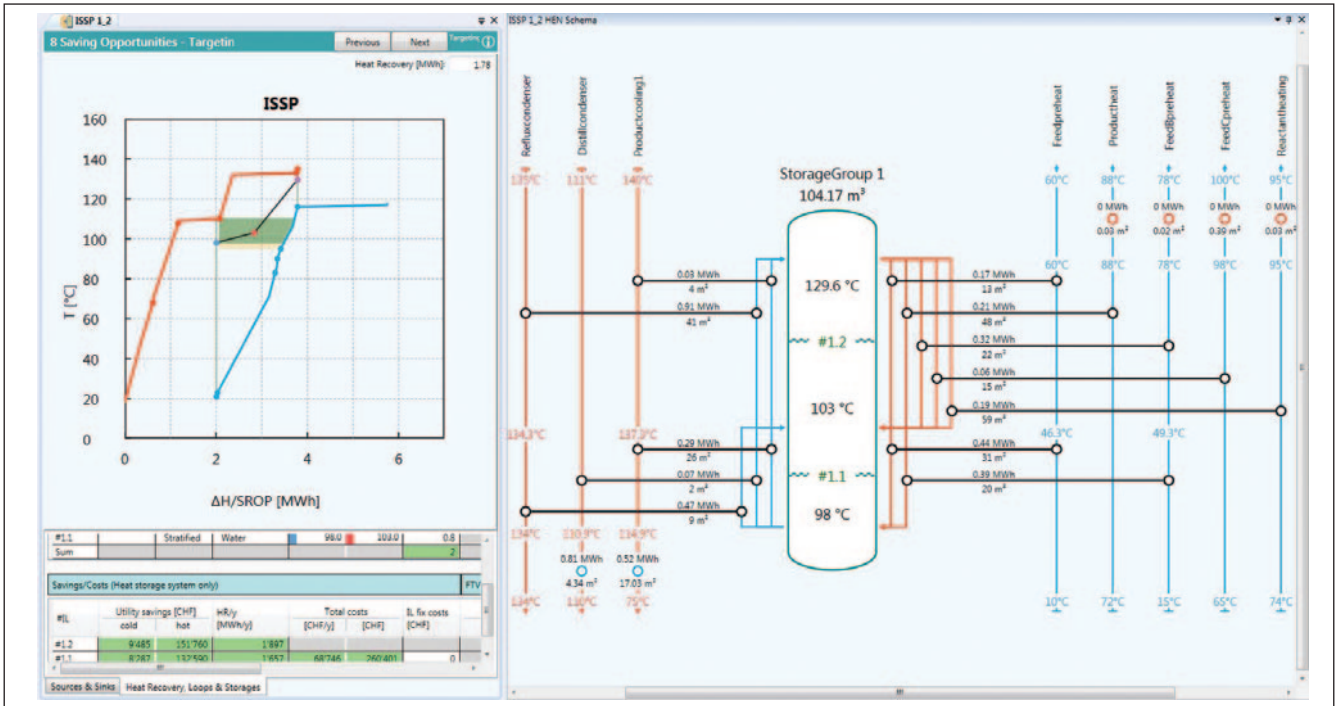 ISSP 1_2
8 Saving Opportunities - Targetin
Previous
Next
Targeting
Heat Recovery [MWh]:
1.78
ISSP
160
140
120
100
80
60
40
20
0
T [°C]
0
2
4
6
ΔH/SROP [MWh]
#1.1 Stratified Water 98.0 103.0 0.8
Sum 2
Savings/Costs (Heat storage system only)
FTV
#IL
Utility savings [CHF]
cold
hot
HR/y
[MWh/y]
Total costs
[CHF/y]
[CHF]
IL fix costs
[CHF]
#1.2 9'485 151'760 1'897
#1.1 8'287 132'590 1'657 68'746 260'401 0
Sources & Sinks
Heat Recovery, Loops & Storages
ISSP 1_2 HEN Schema
Refluxcondenser
Distillcondenser
Productcooling1
Feedpreheat
Productheat
FeedBpreheat
FeedCpreheat
Reactantheating
135°C 111°C 140°C
StorageGroup 1
104.17 m³
60°C 88°C 78°C 100°C 95°C
0 MWh 0 MWh 0 MWh 0 MWh
0.03 m² 0.02 m² 0.39 m² 0.03 m²
60°C 88°C 78°C 98°C 95°C
0.03 MWh
4 m²
0.91 MWh
41 m²
129.6 °C
#1.2
103 °C
#1.1
98 °C
0.17 MWh
13 m²
0.21 MWh
48 m²
0.32 MWh
22 m²
0.06 MWh
15 m²
0.19 MWh
59 m²
134.3°C 137.3°C
46.3°C 49.3°C
0.29 MWh
26 m²
0.07 MWh
2 m²
0.47 MWh
9 m²
0.44 MWh
31 m²
0.39 MWh
20 m²
134°C 110.9°C 114.9°C
0.81 MWh 0.52 MWh
4.34 m² 17.03 m²
134°C 110°C 75°C
10°C 72°C 15°C 65°C 74°C